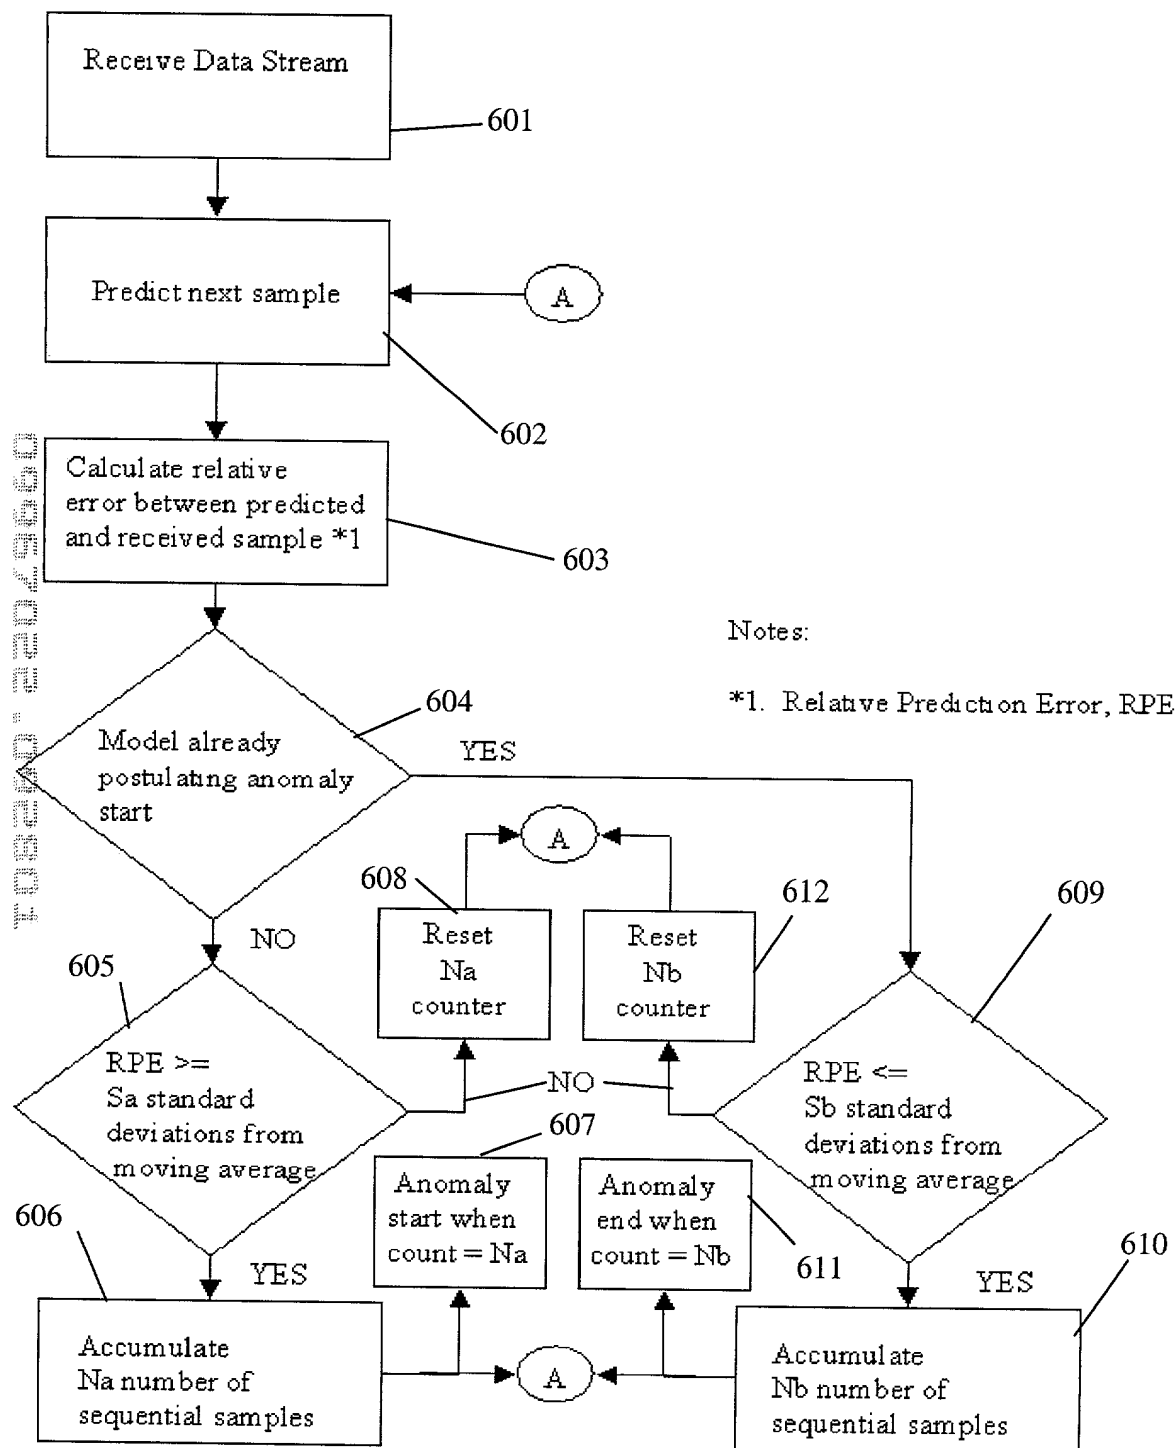 Receive Data Stream
601
Predict next sample
A
602
Calculate relative
error between predicted
and received sample *1
603
Notes:
*1. Relative Prediction Error, RPE
604
Model already
postulating anomaly
start
YES
NO
A
608
Reset
Na
counter
612
Reset
Nb
counter
609
605
RPE >=
Sa standard
deviations from
moving average
NO
RPE <=
Sb standard
deviations from
moving average
607
Anomaly
start when
count = Na
Anomaly
end when
count = Nb
611
606
YES
610
YES
Accumulate
Na number of
sequential samples
A
Accumulate
Nb number of
sequential samples